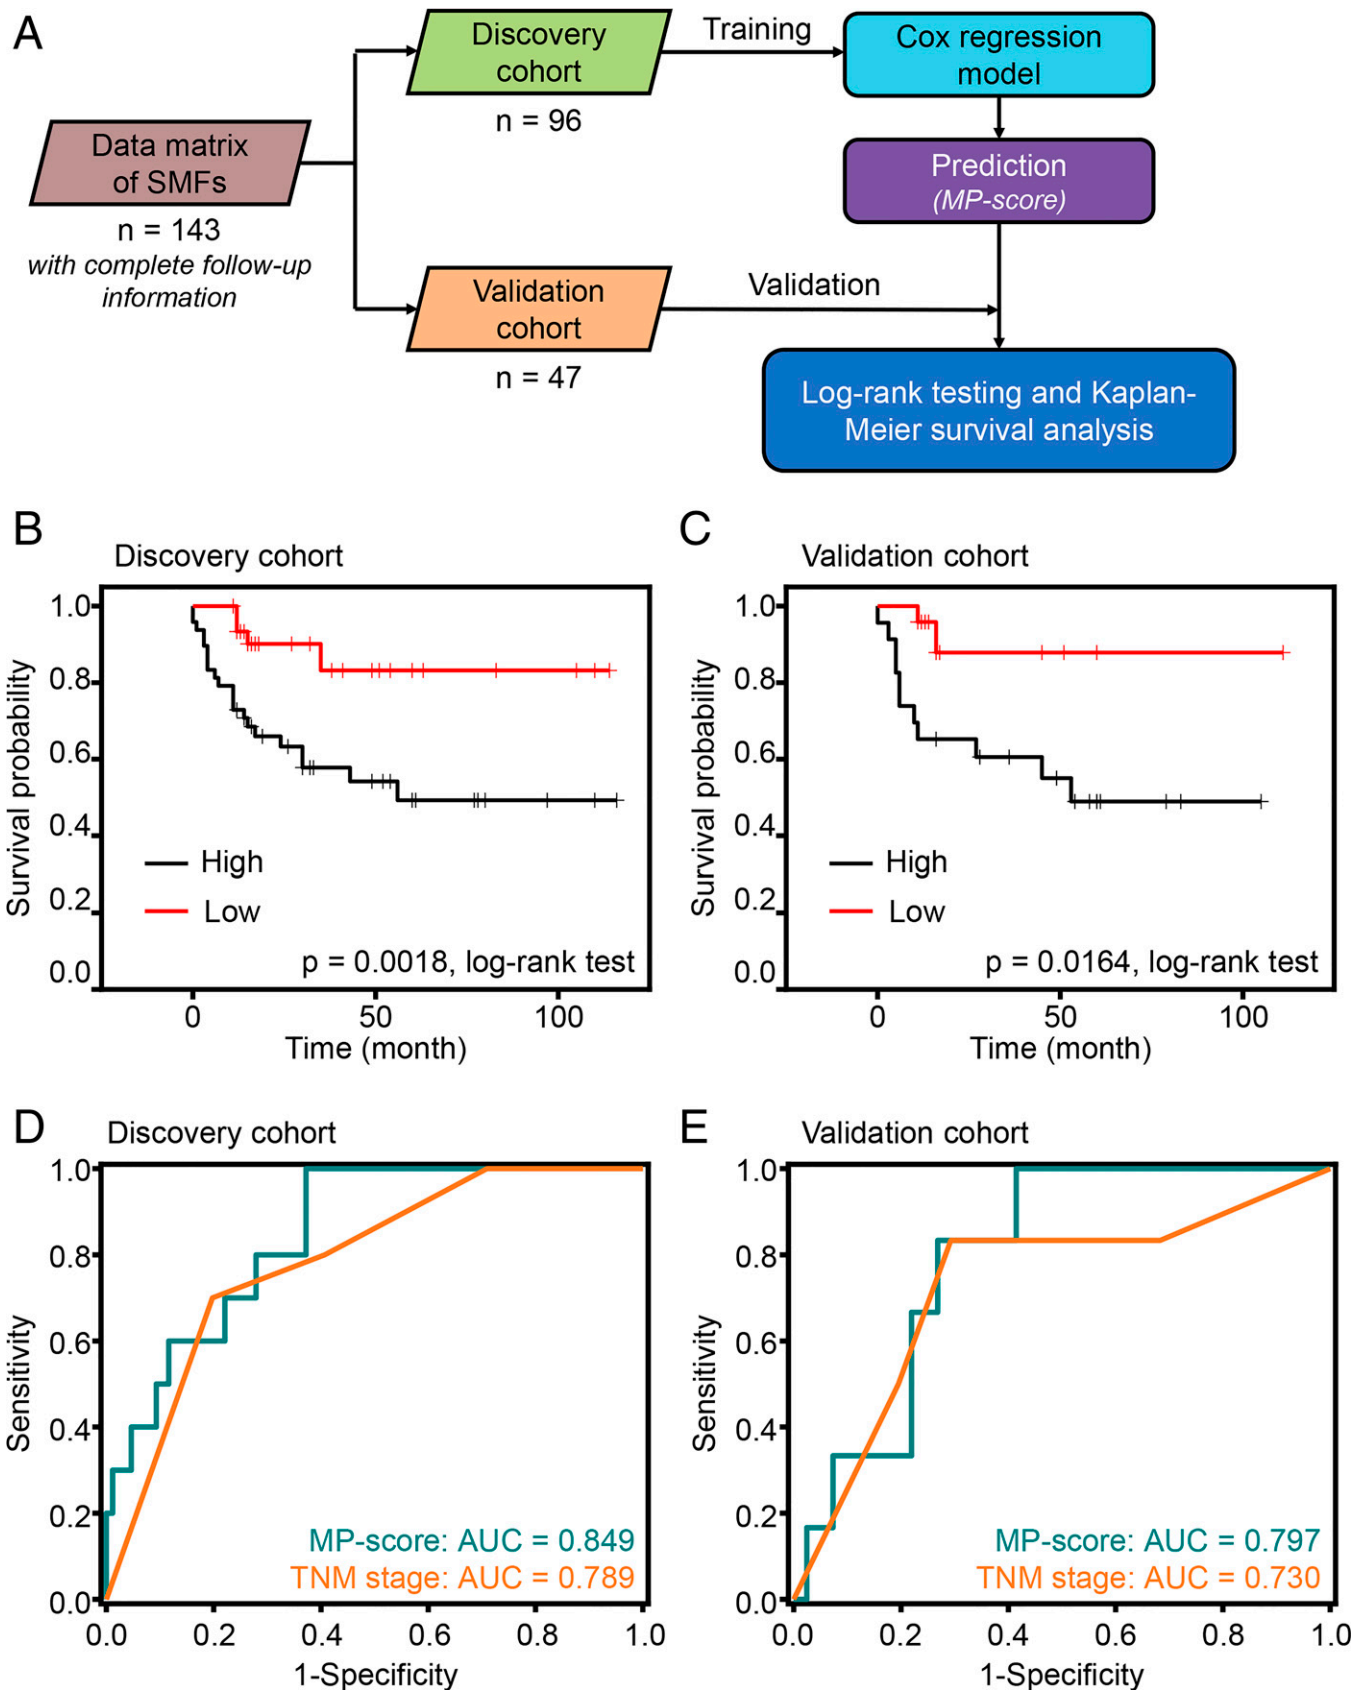 A
Data matrix
of SMFs
n = 143
with complete follow-up
information
Discovery
cohort
n = 96
Training
Cox regression
model
Prediction
(MP-score)
Validation
cohort
n = 47
Validation
Log-rank testing and Kaplan-
Meier survival analysis
B
Discovery cohort
Survival probability
1.0
0.8
0.6
0.4
0.2
0.0
High
Low
p = 0.0018, log-rank test
0 50 100
Time (month)
C
Validation cohort
Survival probability
1.0
0.8
0.6
0.4
0.2
0.0
High
Low
p = 0.0164, log-rank test
0 50 100
Time (month)
D
Discovery cohort
Sensitivity
1.0
0.8
0.6
0.4
0.2
0.0
MP-score: AUC = 0.849
TNM stage: AUC = 0.789
0.0 0.2 0.4 0.6 0.8 1.0
1-Specificity
E
Validation cohort
Sensitivity
1.0
0.8
0.6
0.4
0.2
0.0
MP-score: AUC = 0.797
TNM stage: AUC = 0.730
0.0 0.2 0.4 0.6 0.8 1.0
1-Specificity